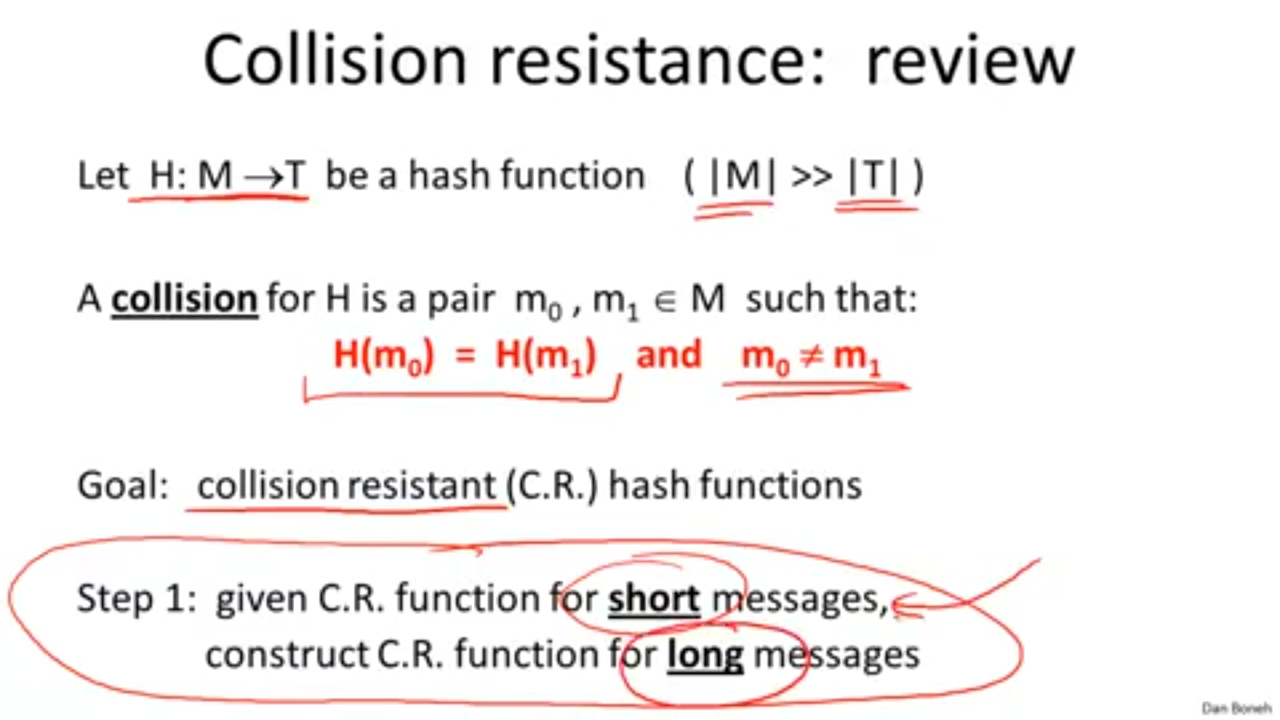 Collision resistance: review
Let H: M →T be a hash function ( |M| >> |T| )
A collision for H is a pair m₀ , m₁ ∈ M such that:
H(m₀) = H(m₁) and m₀ ≠ m₁
Goal: collision resistant (C.R.) hash functions
Step 1: given C.R. function for short messages,
construct C.R. function for long messages
Dan Boneh